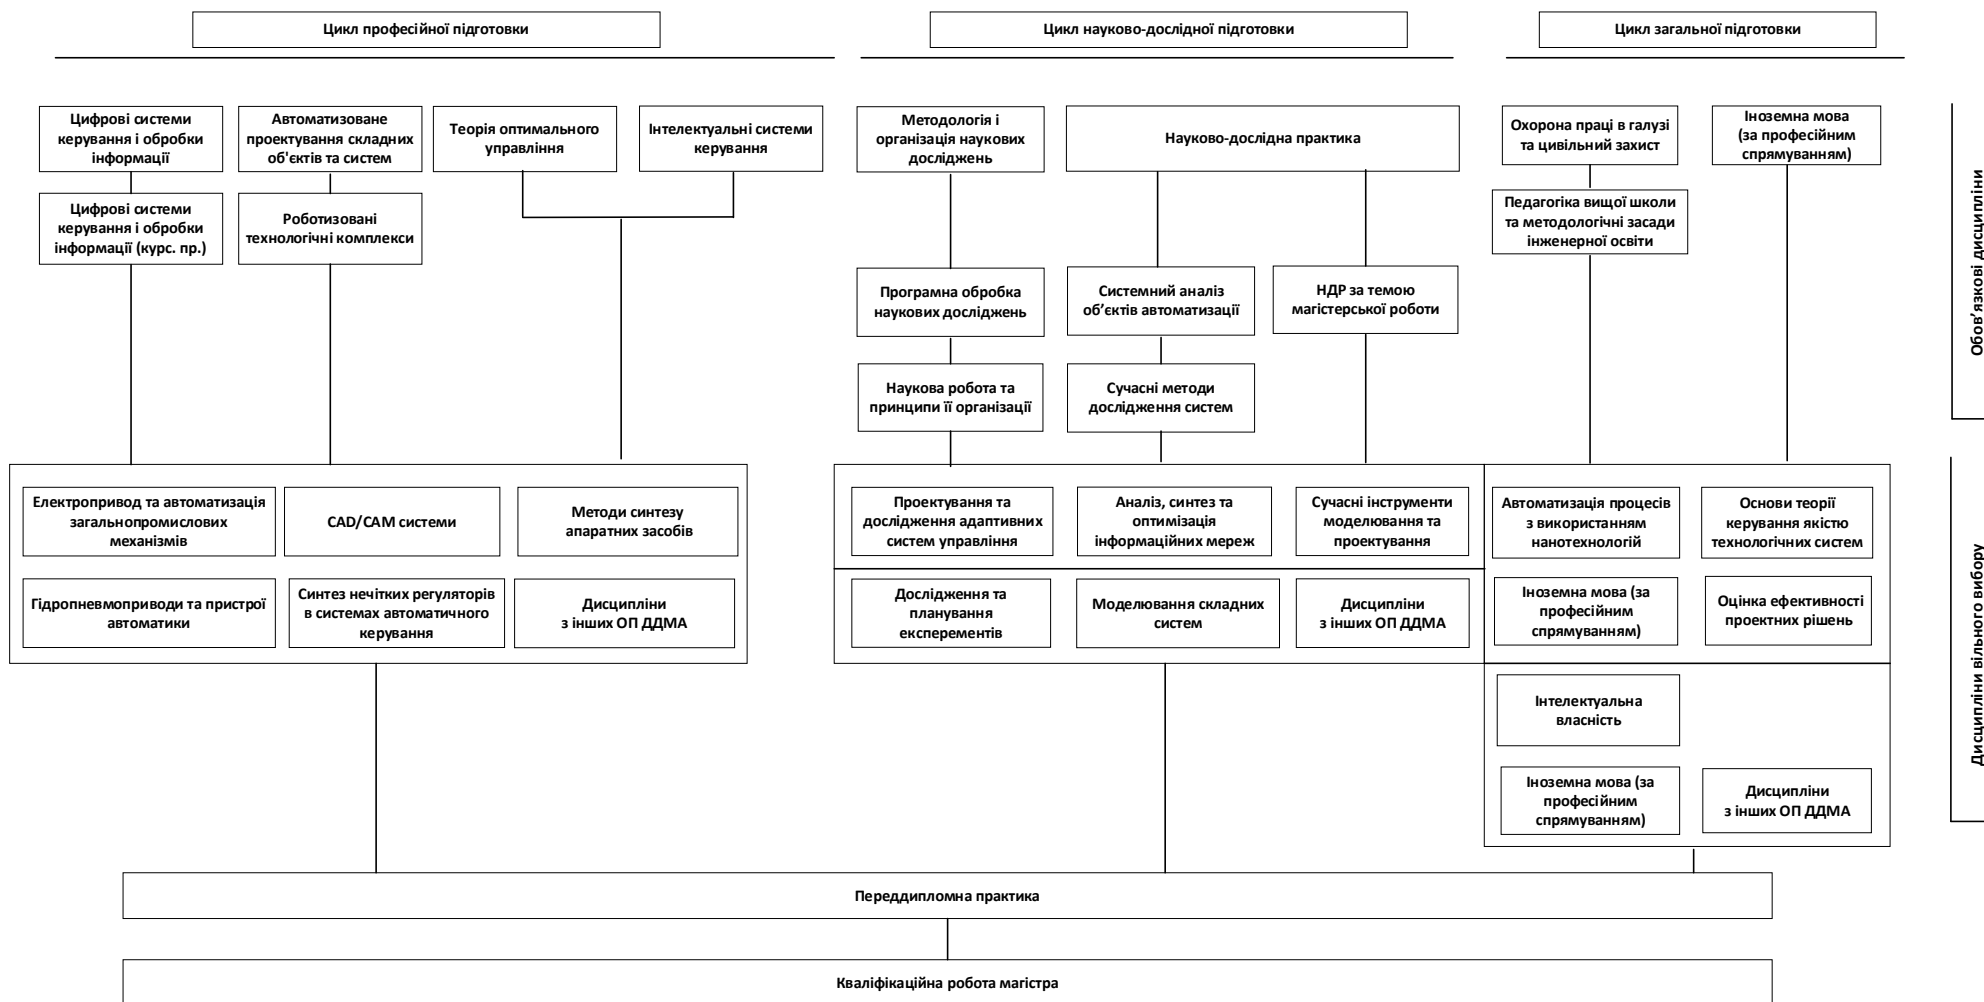 Цикл професійної підготовки
Цикл науково-дослідної підготовки
Цикл загальної підготовки
Цифрові системи
керування і обробки
інформації
Автоматизоване
проектування складних
об'єктів та систем
Теорія оптимального
управління
Інтелектуальні системи
керування
Методологія і
організація наукових
досліджень
Науково-дослідна практика
Охорона праці в галузі
та цивільний захист
Іноземна мова
(за професійним
спрямуванням)
Цифрові системи
керування і обробки
інформації (курс. пр.)
Роботизовані
технологічні комплекси
Педагогіка вищої школи
та методологічні засади
інженерної освіти
Програмна обробка
наукових досліджень
Системний аналіз
об’єктів автоматизації
НДР за темою
магістерської роботи
Наукова робота та
принципи її організації
Сучасні методи
дослідження систем
Обов’язкові дисципліни
Електропривод та автоматизація
загальнопромислових
механізмів
CAD/CAM системи
Методи синтезу
апаратних засобів
Проектування та
дослідження адаптивних
систем управління
Аналіз, синтез та
оптимізація
інформаційних мереж
Сучасні інструменти
моделювання та
проектування
Автоматизація процесів
з використанням
нанотехнологій
Основи теорії
керування якістю
технологічних систем
Гідропневмоприводи та пристрої
автоматики
Синтез нечітких регуляторів
в системах автоматичного
керування
Дисципліни
з інших ОП ДДМА
Дослідження та
планування
експерементів
Моделювання складних
систем
Дисципліни
з інших ОП ДДМА
Іноземна мова (за
професійним
спрямуванням)
Оцінка ефективності
проектних рішень
Інтелектуальна
власність
Іноземна мова (за
професійним
спрямуванням)
Дисципліни
з інших ОП ДДМА
Дисципліни вільного вибору
Переддипломна практика
Кваліфікаційна робота магістра